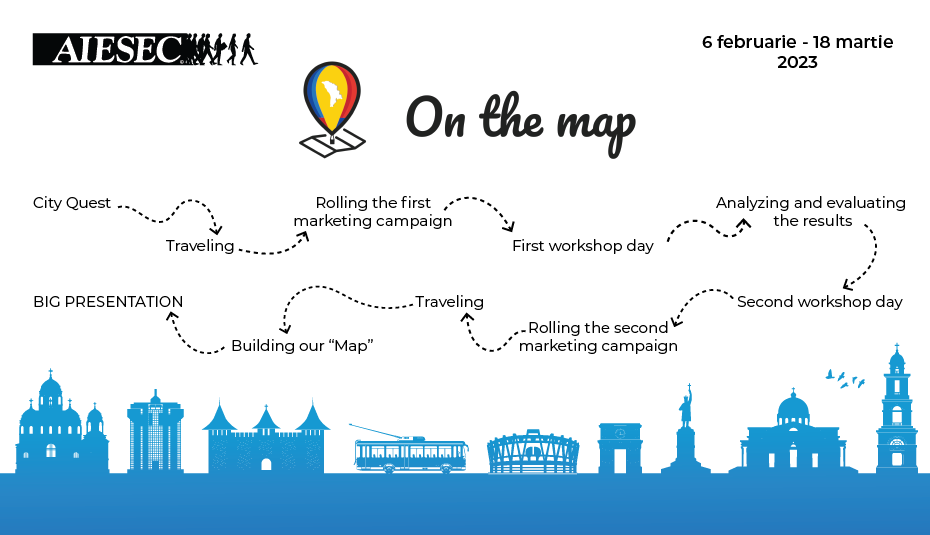 AIESEC
6 februarie - 18 martie
2023
On the map
City Quest
Traveling
Rolling the first
marketing campaign
First workshop day
Analyzing and evaluating
the results
Second workshop day
Rolling the second
marketing campaign
Traveling
Building our “Map”
BIG PRESENTATION